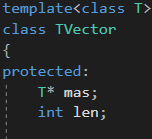 template<class T>
class TVector
{
protected:
    T* mas;
    int len;